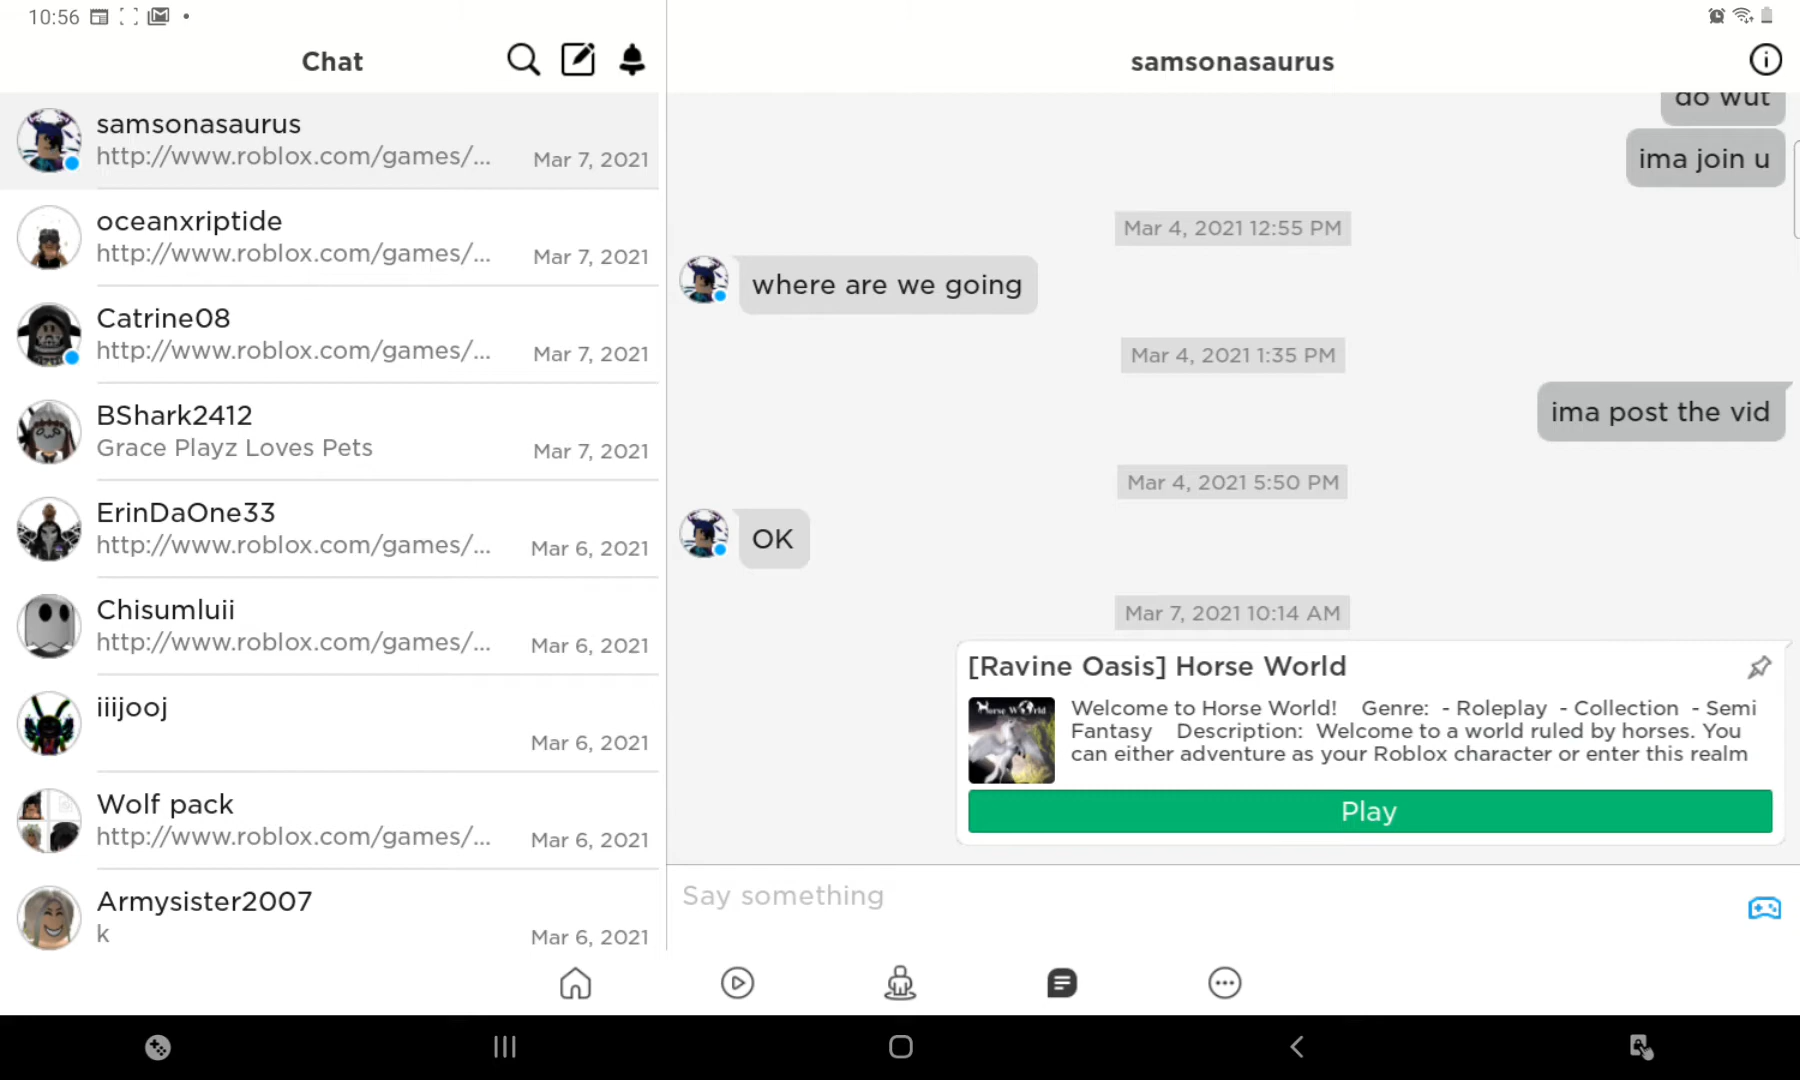 10:56
Chat
samsonasaurus
http://www.roblox.com/games/...
Mar 7, 2021
oceanxriptide
http://www.roblox.com/games/...
Mar 7, 2021
Catrine08
http://www.roblox.com/games/...
Mar 7, 2021
BShark2412
Grace Playz Loves Pets
Mar 7, 2021
ErinDaOne33
http://www.roblox.com/games/...
Mar 6, 2021
Chisumluii
http://www.roblox.com/games/...
Mar 6, 2021
iiijooj
Mar 6, 2021
Wolf pack
http://www.roblox.com/games/...
Mar 6, 2021
Armysister2007
k
Mar 6, 2021
samsonasaurus
do wut
ima join u
Mar 4, 2021 12:55 PM
where are we going
Mar 4, 2021 1:35 PM
ima post the vid
Mar 4, 2021 5:50 PM
OK
Mar 7, 2021 10:14 AM
[Ravine Oasis] Horse World
Horse World
Welcome to Horse World! Genre: - Roleplay - Collection - Semi
Fantasy Description: Welcome to a world ruled by horses. You
can either adventure as your Roblox character or enter this realm
Play
Say something